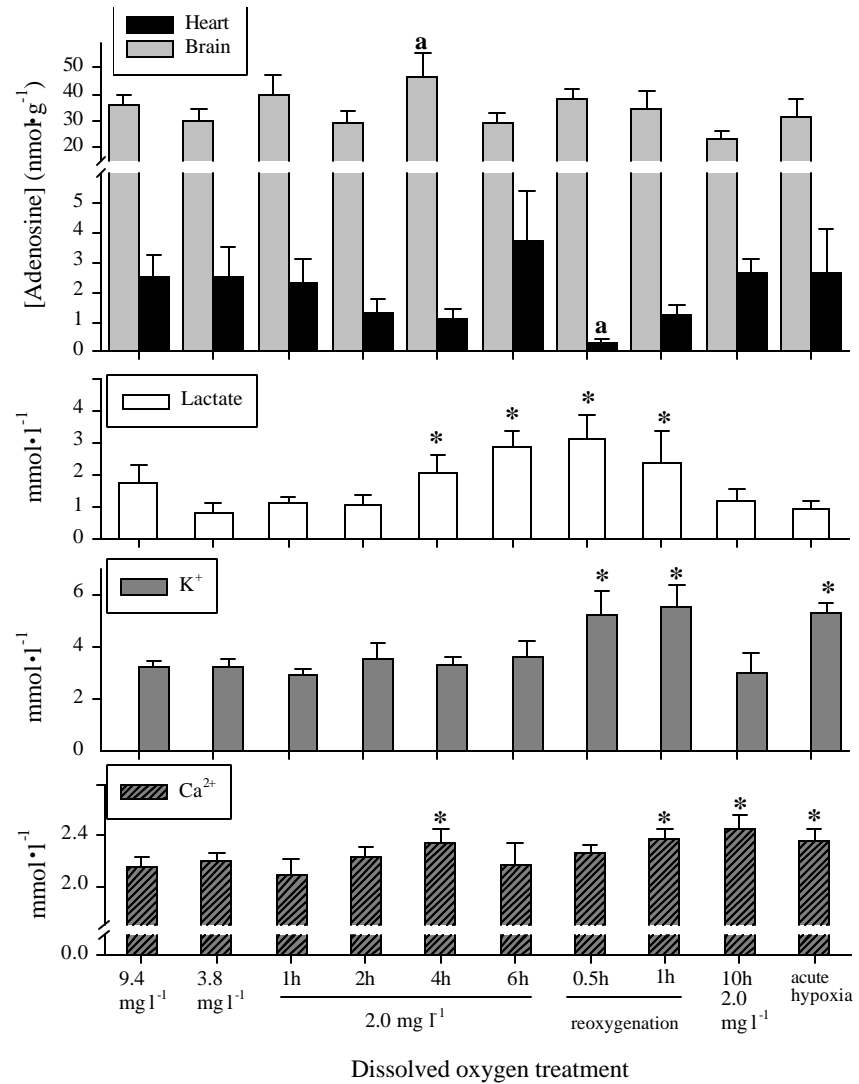 Heart
Brain
[Adenosine] (nmol•g⁻¹)
50
40
30
20
5
4
3
2
1
0
a
a
Lactate
mmol•l⁻¹
4
3
2
1
0
* * * *
K⁺
mmol•l⁻¹
6
4
2
0
* * *
Ca²⁺
mmol•l⁻¹
2.4
2.0
0.0
* * * *
9.4 3.8 1h 2h 4h 6h 0.5h 1h 10h acute
mg l⁻¹ mg l⁻¹ 2.0 hypoxia
2.0 mg l⁻¹ reoxygenation mg l⁻¹
Dissolved oxygen treatment